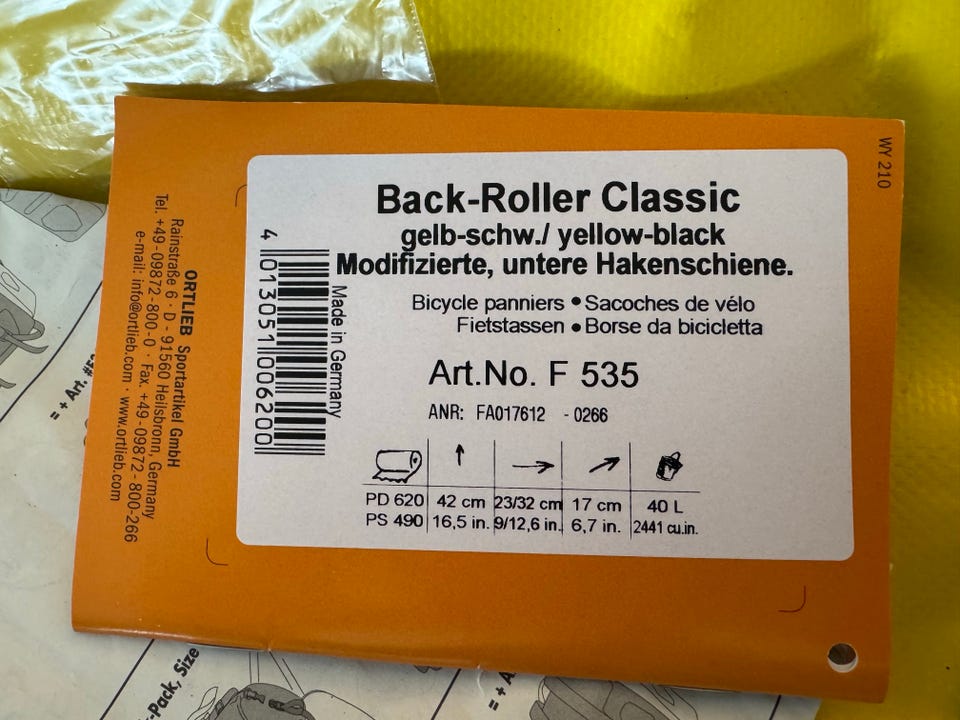 WY 210
Back-Roller Classic
gelb-schw./ yellow-black
Modifizierte, untere Hakenschiene.
Bicycle panniers • Sacoches de vélo
Fietstassen • Borse da bicicletta
Art.No. F 535
ANR: FA017612 - 0266
PD 620 42 cm 23/32 cm 17 cm 40 L
PS 490 16,5 in. 9/12,6 in. 6,7 in. 2441 cu.in.
Made in Germany
4 013051 006200
ORTLIEB Sportartikel GmbH
Rainstraße 6 · D - 91560 Heilsbronn, Germany
Tel. +49-09872-800-0 · Fax. +49-09872-800-266
e-mail: info@ortlieb.com · www.ortlieb.com
= + Art.
-Pack, Size
= + A